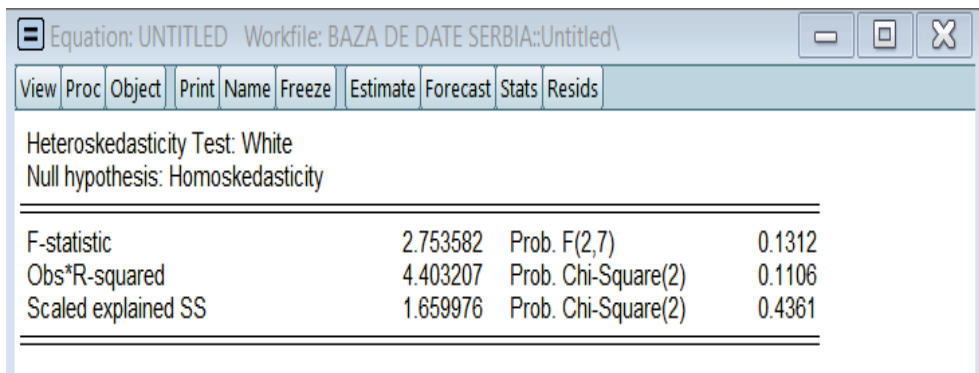 Equation: UNTITLED Workfile: BAZA DE DATE SERBIA::Untitled\
View Proc Object Print Name Freeze Estimate Forecast Stats Resids
Heteroskedasticity Test: White
Null hypothesis: Homoskedasticity
F-statistic 2.753582 Prob. F(2,7) 0.1312
Obs*R-squared 4.403207 Prob. Chi-Square(2) 0.1106
Scaled explained SS 1.659976 Prob. Chi-Square(2) 0.4361